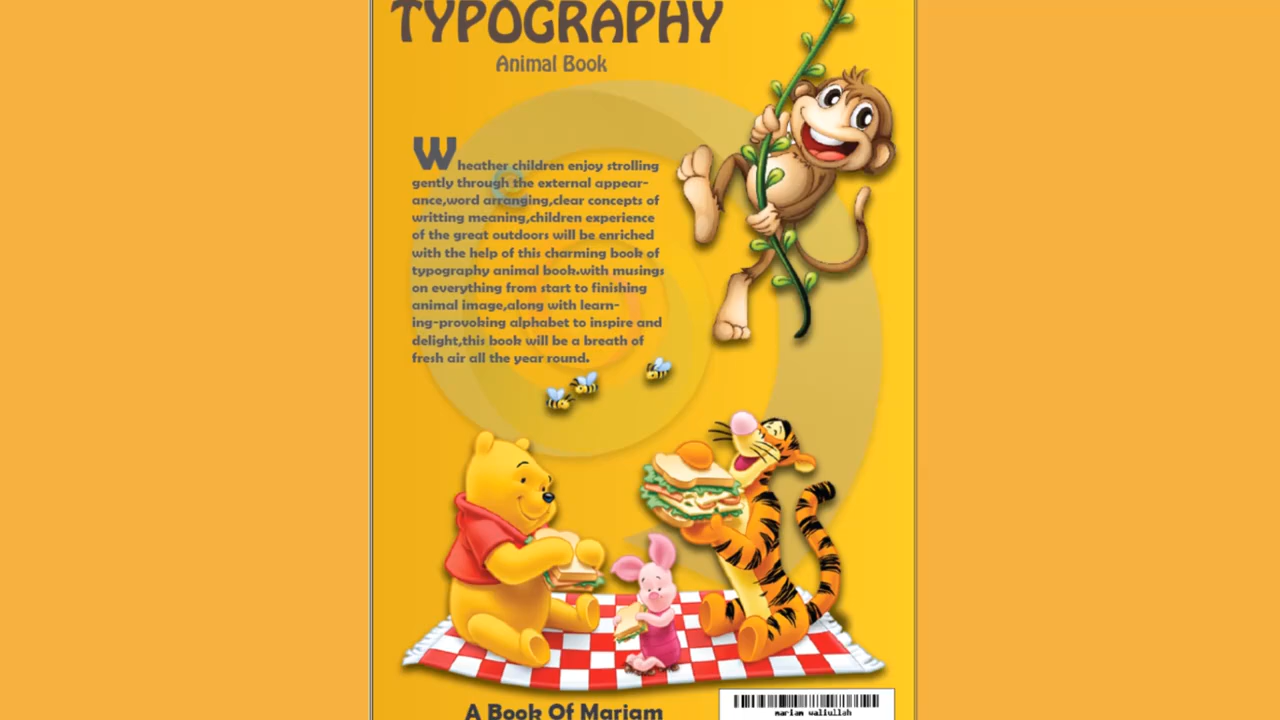 TYPOGRAPHY
Animal Book
Wheather children enjoy strolling
gently through the external appear-
ance,word arranging,clear concepts of
writting meaning,children experience
of the great outdoors will be enriched
with the help of this charming book of
typography animal book.with musings
on everything from start to finishing
animal image,along with learn-
ing-provoking alphabet to inspire and
delight,this book will be a breath of
fresh air all the year round.
A Book Of Mariam
mariam waliullah